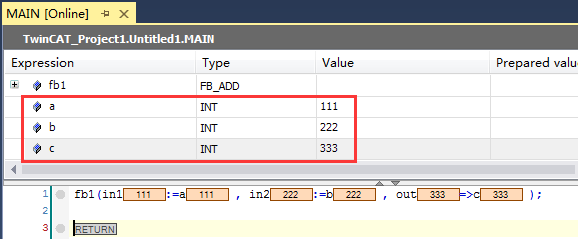 MAIN [Online]
TwinCAT_Project1.Untitled1.MAIN
Expression Type Value Prepared value
fb1 FB_ADD
a INT 111
b INT 222
c INT 333
1 fb1(in1 111 :=a 111 , in2 222 :=b 222 , out 333 =>c 333 );
2
3 RETURN